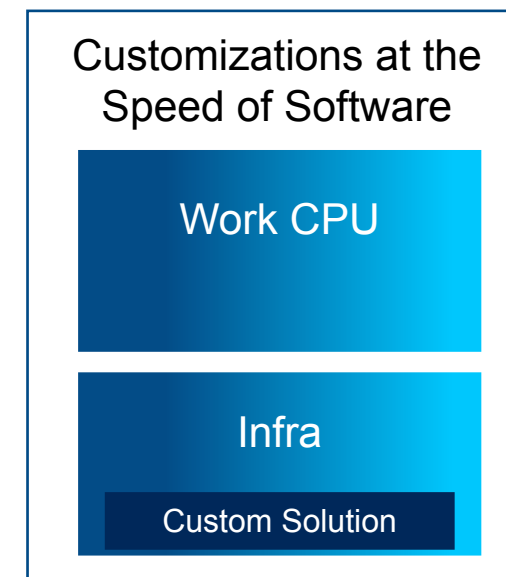 Customizations at the
Speed of Software
Work CPU
Infra
Custom Solution